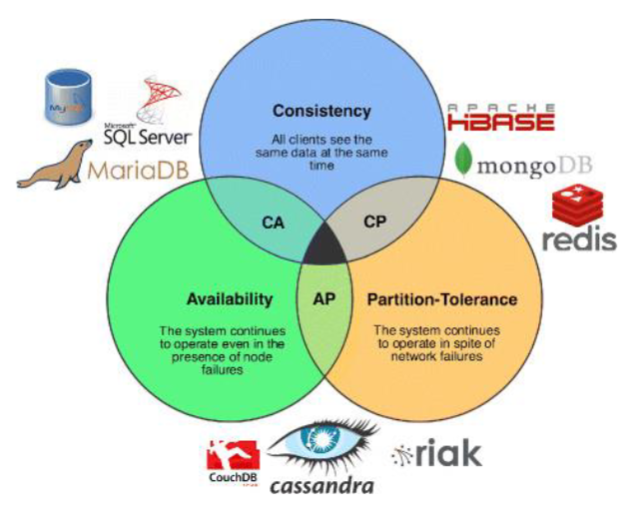 Consistency
All clients see the
same data at the same
time
MySQL
Microsoft
SQL Server
MariaDB
APACHE
HBASE
mongoDB
redis
CA
CP
Availability
The system continues
to operate even in the
presence of node
failures
AP
Partition-Tolerance
The system continues
to operate in spite of
network failures
CouchDB
cassandra
riak